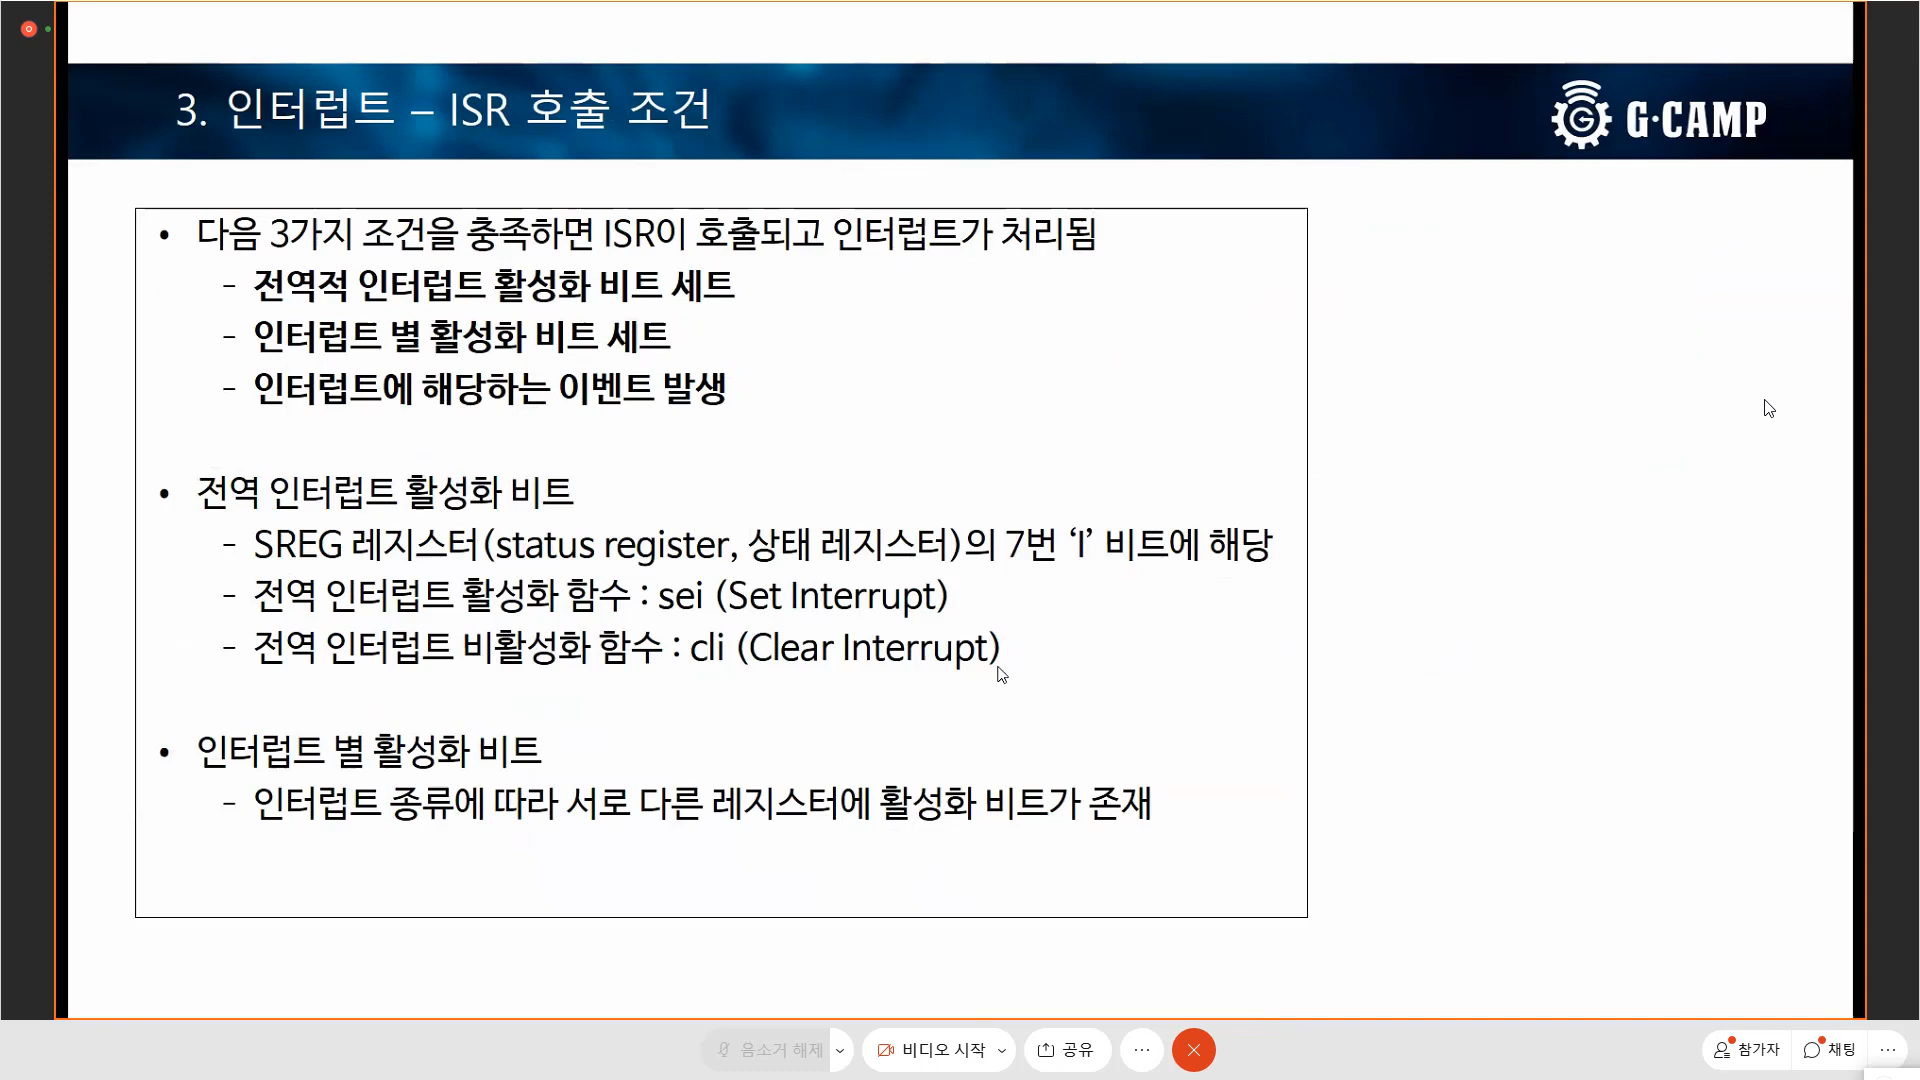 3. 인터럽트 – ISR 호출 조건
G·CAMP
• 다음 3가지 조건을 충족하면 ISR이 호출되고 인터럽트가 처리됨
- 전역적 인터럽트 활성화 비트 세트
- 인터럽트 별 활성화 비트 세트
- 인터럽트에 해당하는 이벤트 발생
• 전역 인터럽트 활성화 비트
- SREG 레지스터(status register, 상태 레지스터)의 7번 ‘I’ 비트에 해당
- 전역 인터럽트 활성화 함수 : sei (Set Interrupt)
- 전역 인터럽트 비활성화 함수 : cli (Clear Interrupt)
• 인터럽트 별 활성화 비트
- 인터럽트 종류에 따라 서로 다른 레지스터에 활성화 비트가 존재
음소거 해제 비디오 시작 공유 ... 참가자 채팅 ...